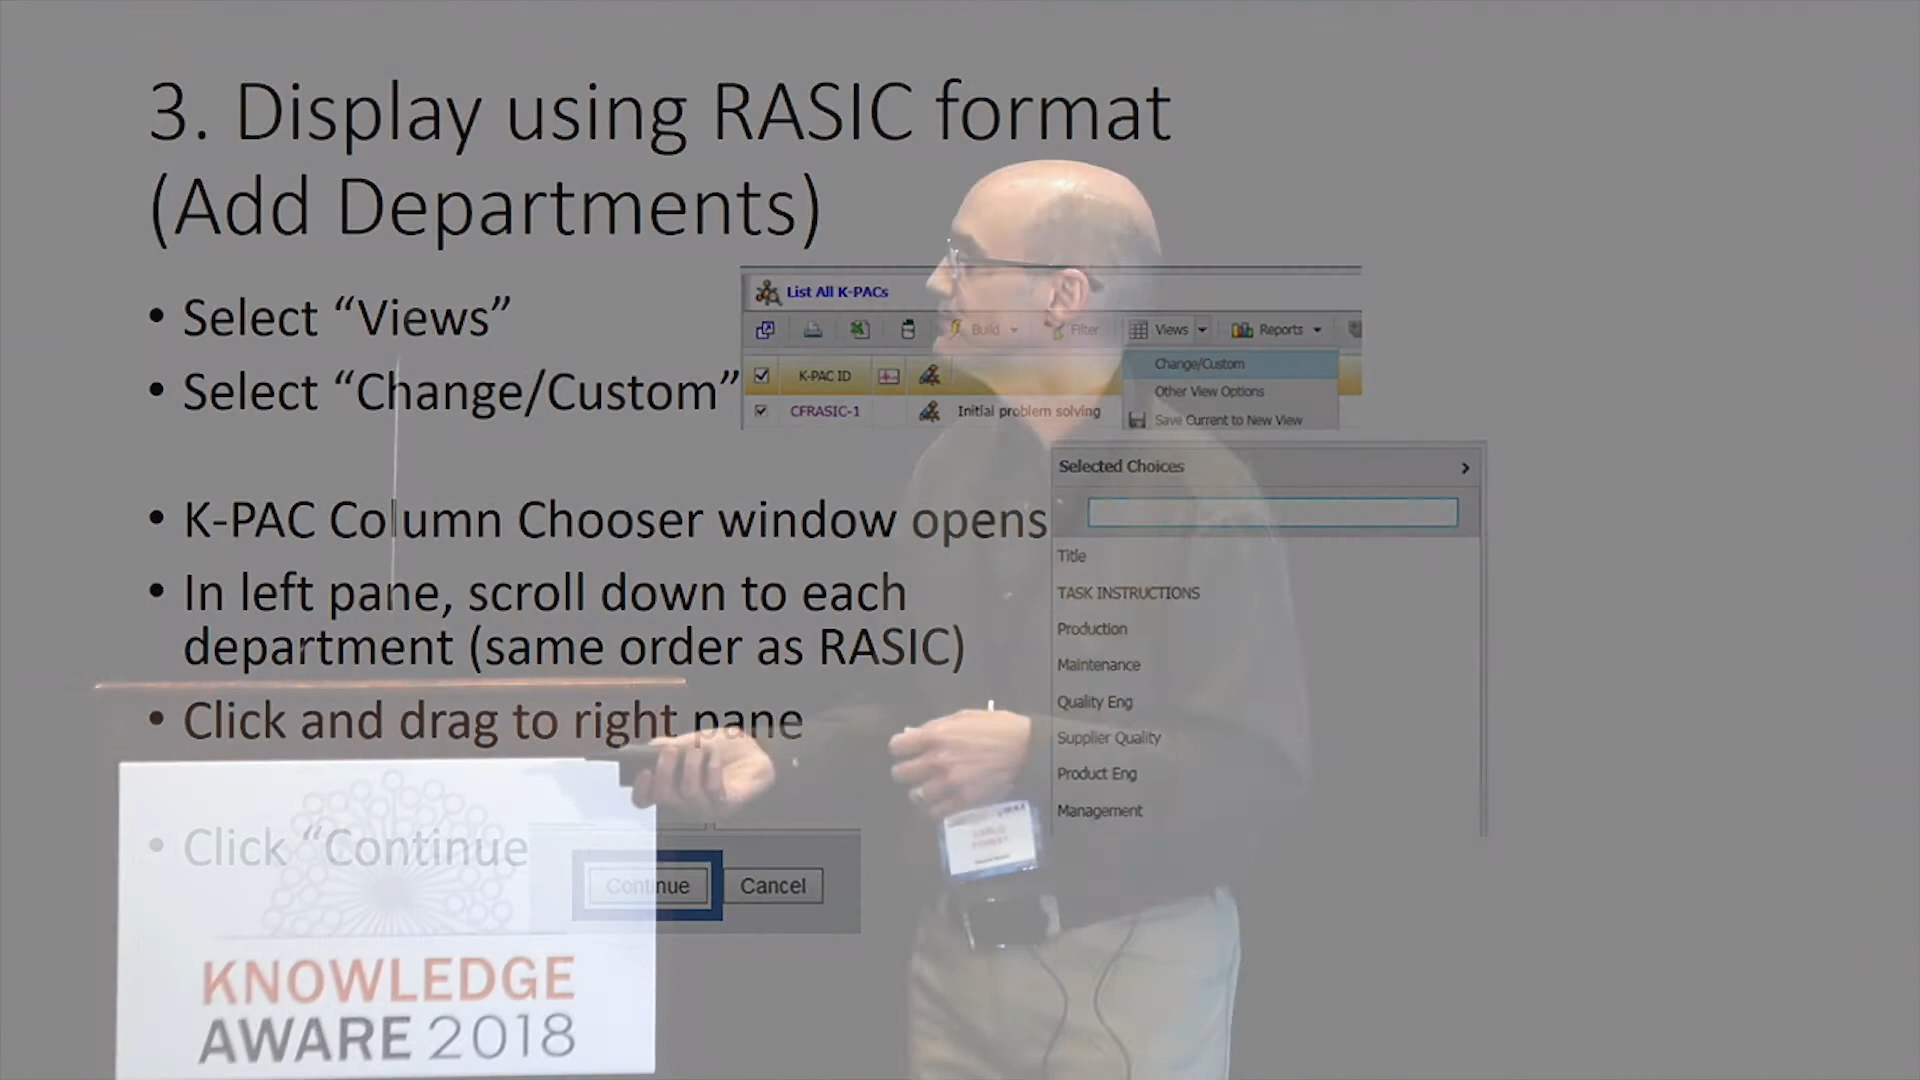 3. Display using RASIC format
(Add Departments)
• Select “Views”
• Select “Change/Custom”
List All K-PACs
Build Filter Views Reports
Change/Custom
K-PAC ID
Other View Options
CFRASIC-1 Initial problem solving
Save Current to New View
Selected Choices
• K-PAC Column Chooser window opens
Title
• In left pane, scroll down to each
department (same order as RASIC)
TASK INSTRUCTIONS
Production
Maintenance
Quality Eng
• Click and drag to right pane
Supplier Quality
Product Eng
Management
• Click “Continue
Continue Cancel
KNOWLEDGE
AWARE 2018